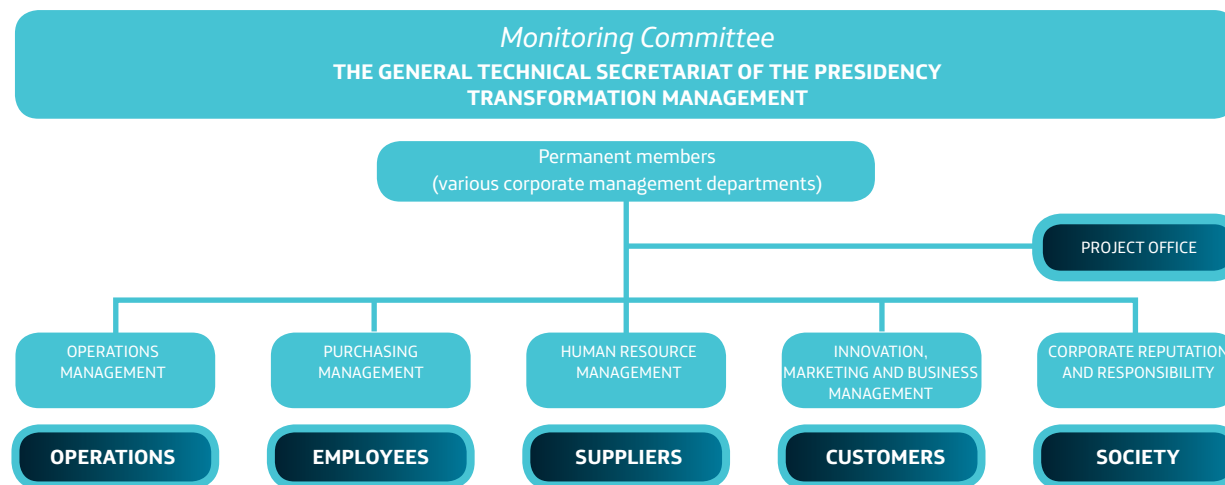 Monitoring Committee
THE GENERAL TECHNICAL SECRETARIAT OF THE PRESIDENCY
TRANSFORMATION MANAGEMENT
Permanent members
(various corporate management departments)
PROJECT OFFICE
OPERATIONS
MANAGEMENT
PURCHASING
MANAGEMENT
HUMAN RESOURCE
MANAGEMENT
INNOVATION,
MARKETING AND BUSINESS
MANAGEMENT
CORPORATE REPUTATION
AND RESPONSIBILITY
OPERATIONS
EMPLOYEES
SUPPLIERS
CUSTOMERS
SOCIETY